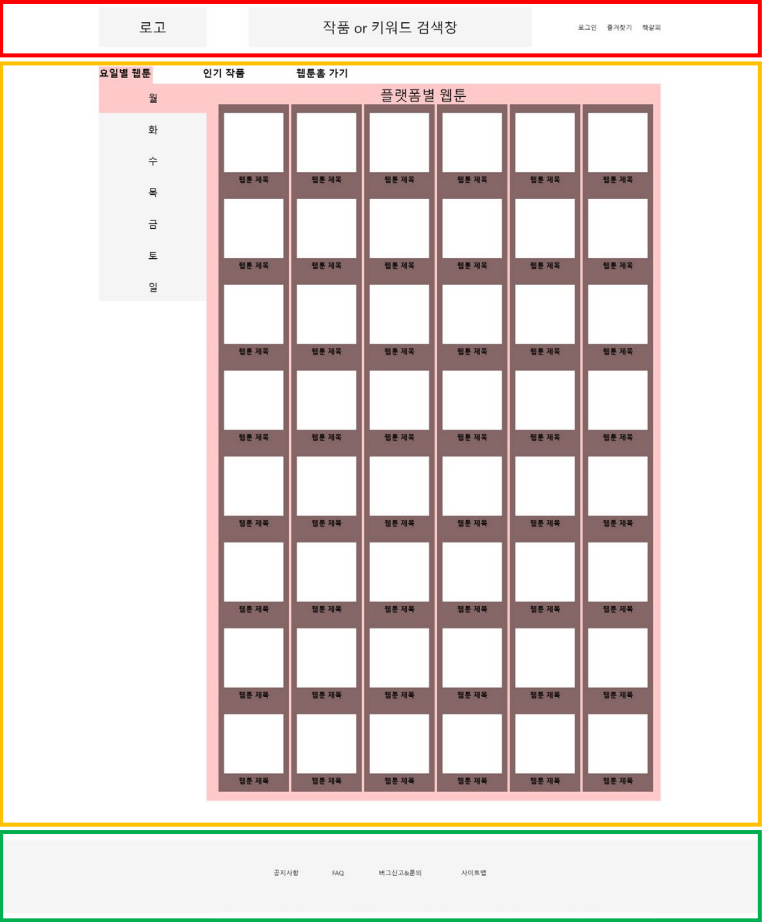 로고
작품 or 키워드 검색창
로그인 즐겨찾기 책갈피
요일별 웹툰 인기 작품 웹툰홈 가기
월
플랫폼별 웹툰
화
수
목
금
토
일
웹툰 제목 웹툰 제목 웹툰 제목 웹툰 제목 웹툰 제목 웹툰 제목
웹툰 제목 웹툰 제목 웹툰 제목 웹툰 제목 웹툰 제목 웹툰 제목
웹툰 제목 웹툰 제목 웹툰 제목 웹툰 제목 웹툰 제목 웹툰 제목
웹툰 제목 웹툰 제목 웹툰 제목 웹툰 제목 웹툰 제목 웹툰 제목
웹툰 제목 웹툰 제목 웹툰 제목 웹툰 제목 웹툰 제목 웹툰 제목
웹툰 제목 웹툰 제목 웹툰 제목 웹툰 제목 웹툰 제목 웹툰 제목
웹툰 제목 웹툰 제목 웹툰 제목 웹툰 제목 웹툰 제목 웹툰 제목
웹툰 제목 웹툰 제목 웹툰 제목 웹툰 제목 웹툰 제목 웹툰 제목
공지사항 FAQ 버그신고&문의 사이트맵